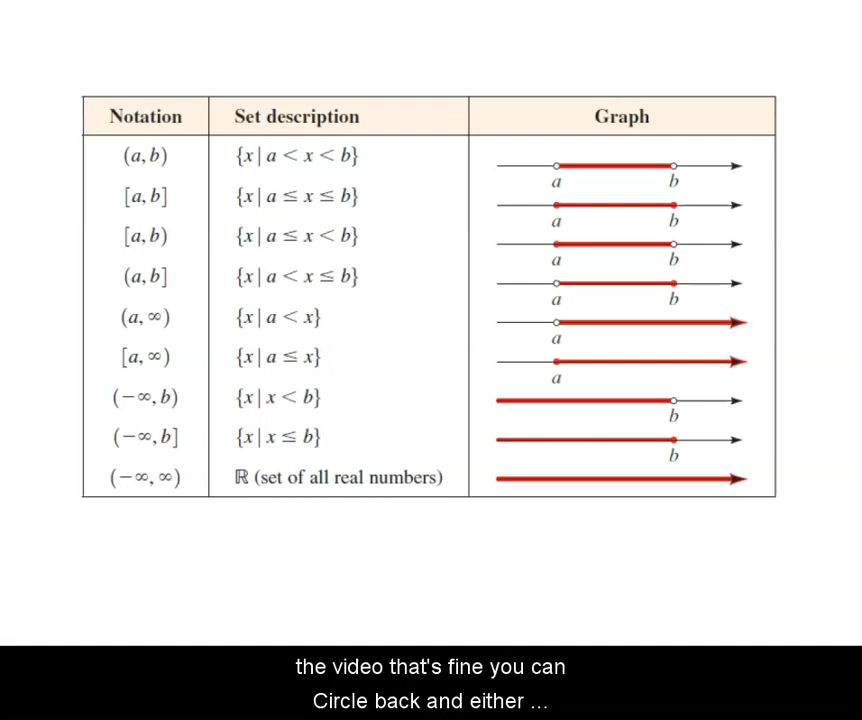 Notation Set description Graph
(a, b) {x | a < x < b}
a b
[a, b] {x | a ≤ x ≤ b}
a b
[a, b) {x | a ≤ x < b}
a b
(a, b] {x | a < x ≤ b}
a b
(a, ∞) {x | a < x}
a
[a, ∞) {x | a ≤ x}
a
(−∞, b) {x | x < b}
b
(−∞, b] {x | x ≤ b}
b
(−∞, ∞) ℝ (set of all real numbers)
the video that's fine you can
Circle back and either ...